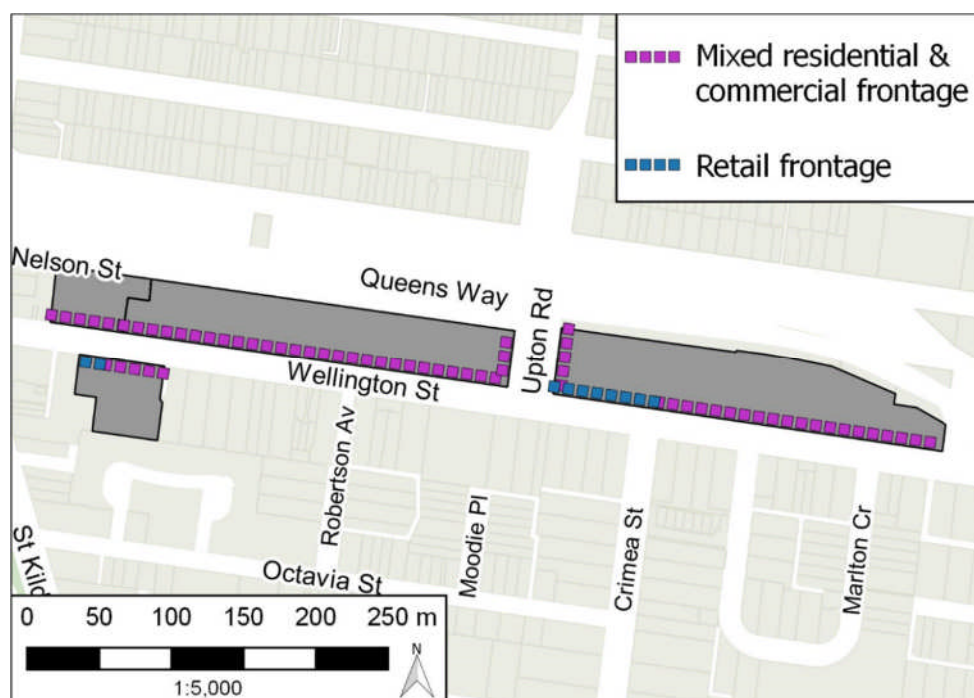 Mixed residential &
commercial frontage
Retail frontage
Nelson St
Queens Way
Upton Rd
Wellington St
Robertson Av
Moodie Pl
Crimea St
Marlton Cr
St Kild
Octavia St
0 50 100 150 200 250 m
N
1:5,000